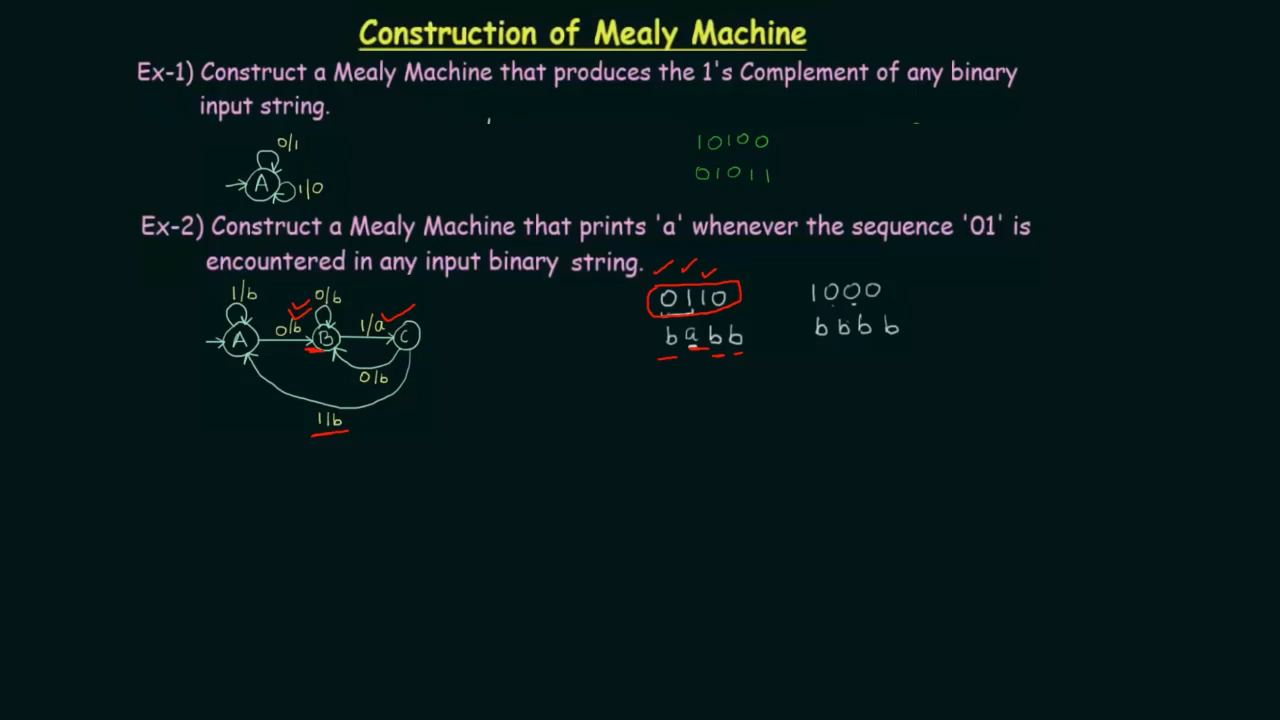 Construction of Mealy Machine
Ex-1) Construct a Mealy Machine that produces the 1's Complement of any binary
input string.
0/1
A
1/0
10100
01011
Ex-2) Construct a Mealy Machine that prints 'a' whenever the sequence '01' is
encountered in any input binary string.
1/b
0/b
A
0/b
B
1/a
C
0/b
1/b
0110
babb
1000
bbbb